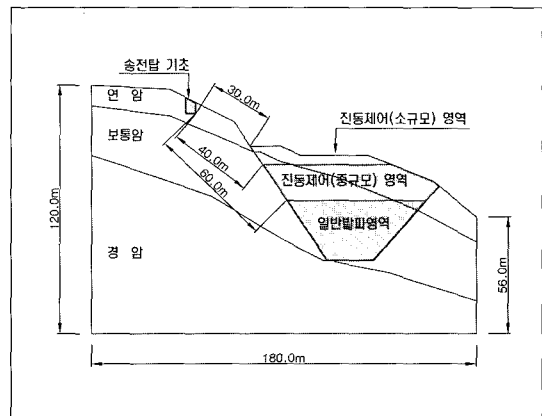 송전탑 기초
연 암
30.0m
진동제어(소규모) 영역
보통암
40.0m
진동제어(중규모) 영역
60.0m
일반발파영역
120.0m
경 암
56.0m
180.0m